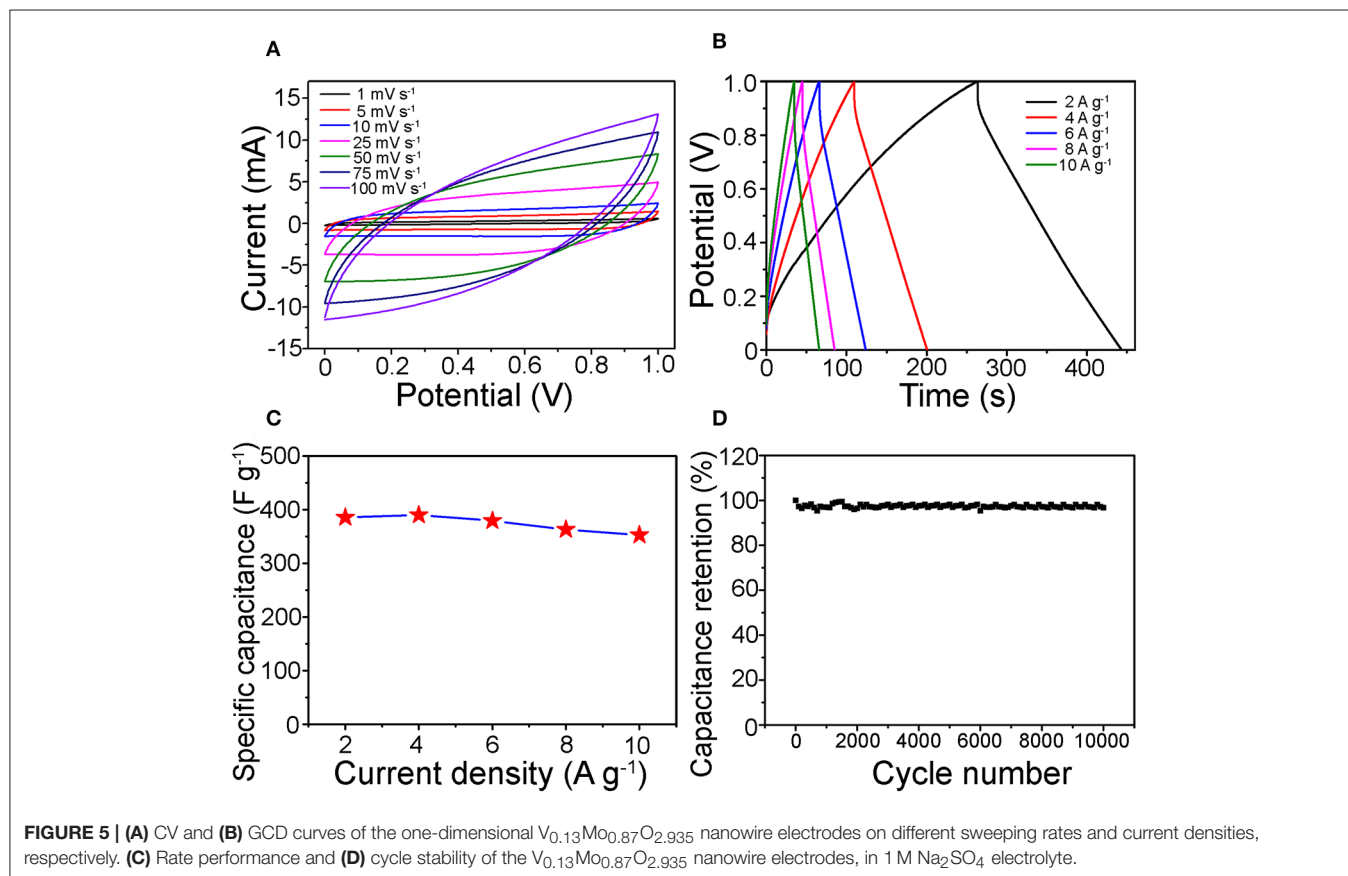 A
15
10
5
0
-5
-10
-15
Current (mA)
1 mV s⁻¹
5 mV s⁻¹
10 mV s⁻¹
25 mV s⁻¹
50 mV s⁻¹
75 mV s⁻¹
100 mV s⁻¹
0 0.2 0.4 0.6 0.8 1.0
Potential (V)
B
1.0
0.8
0.6
0.4
0.2
0
Potential (V)
2 A g⁻¹
4 A g⁻¹
6 A g⁻¹
8 A g⁻¹
10 A g⁻¹
0 100 200 300 400
Time (s)
C
500
400
300
200
100
0
Specific capacitance (F g⁻¹)
2 4 6 8 10
Current density (A g⁻¹)
D
120
100
80
60
40
20
0
Capacitance retention (%)
0 2000 4000 6000 8000 10000
Cycle number
FIGURE 5 | (A) CV and (B) GCD curves of the one-dimensional V₀.₁₃Mo₀.₈₇O₂.₉₃₅ nanowire electrodes on different sweeping rates and current densities,
respectively. (C) Rate performance and (D) cycle stability of the V₀.₁₃Mo₀.₈₇O₂.₉₃₅ nanowire electrodes, in 1 M Na₂SO₄ electrolyte.